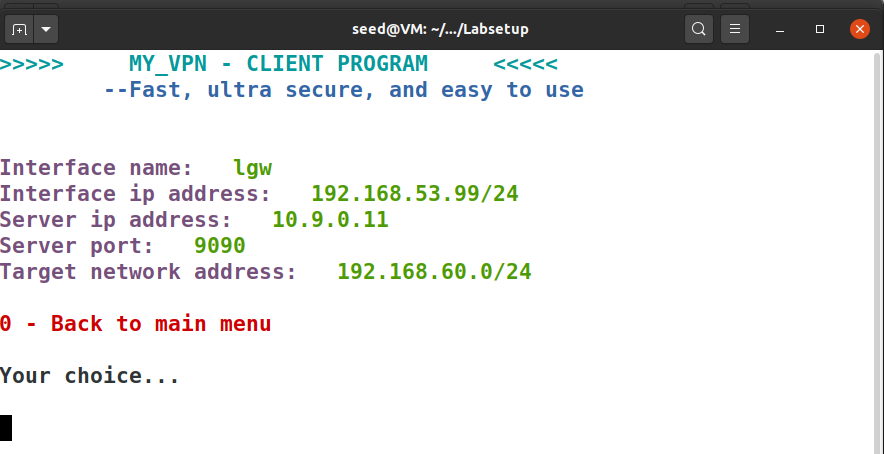 seed@VM: ~/.../Labsetup
>>>>> MY_VPN - CLIENT PROGRAM <<<<<
--Fast, ultra secure, and easy to use
Interface name: lgw
Interface ip address: 192.168.53.99/24
Server ip address: 10.9.0.11
Server port: 9090
Target network address: 192.168.60.0/24
0 - Back to main menu
Your choice...